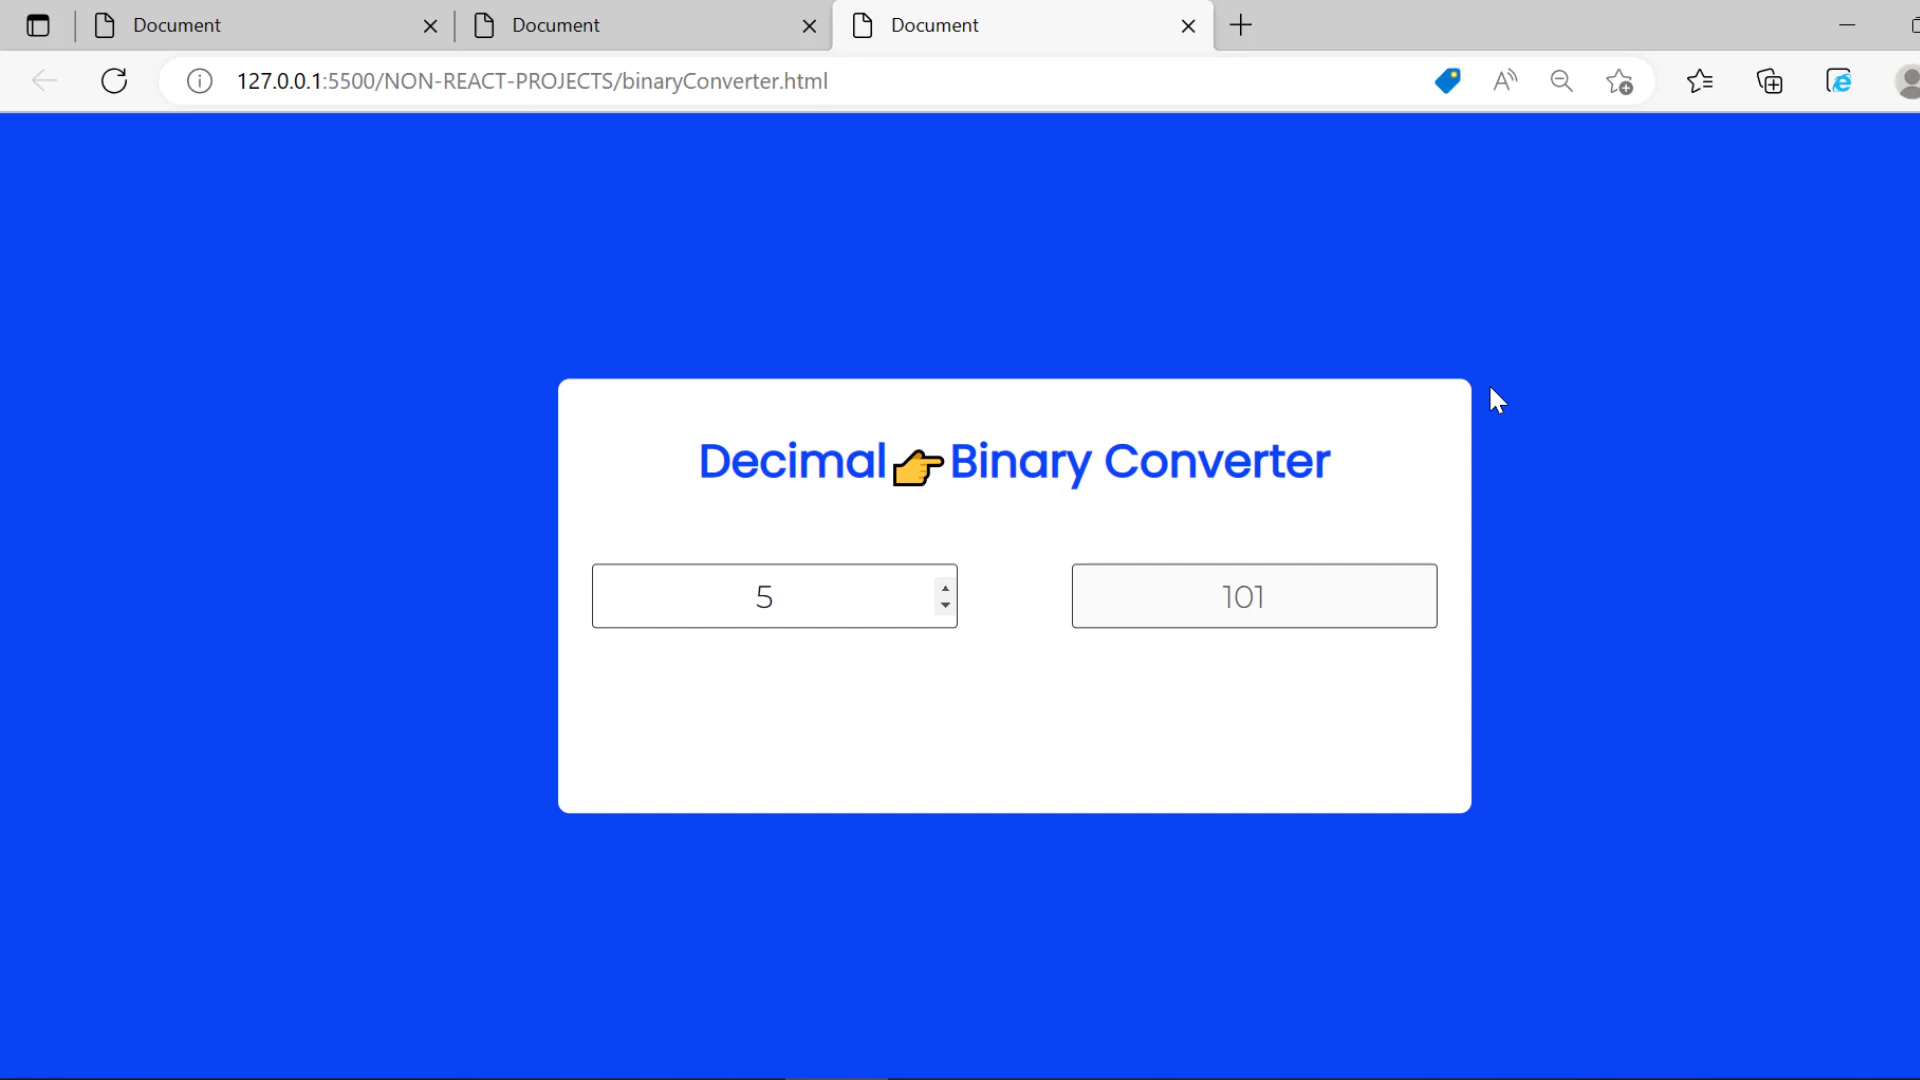 Document
Document
Document
127.0.0.1:5500/NON-REACT-PROJECTS/binaryConverter.html
Decimal👉Binary Converter
5
101